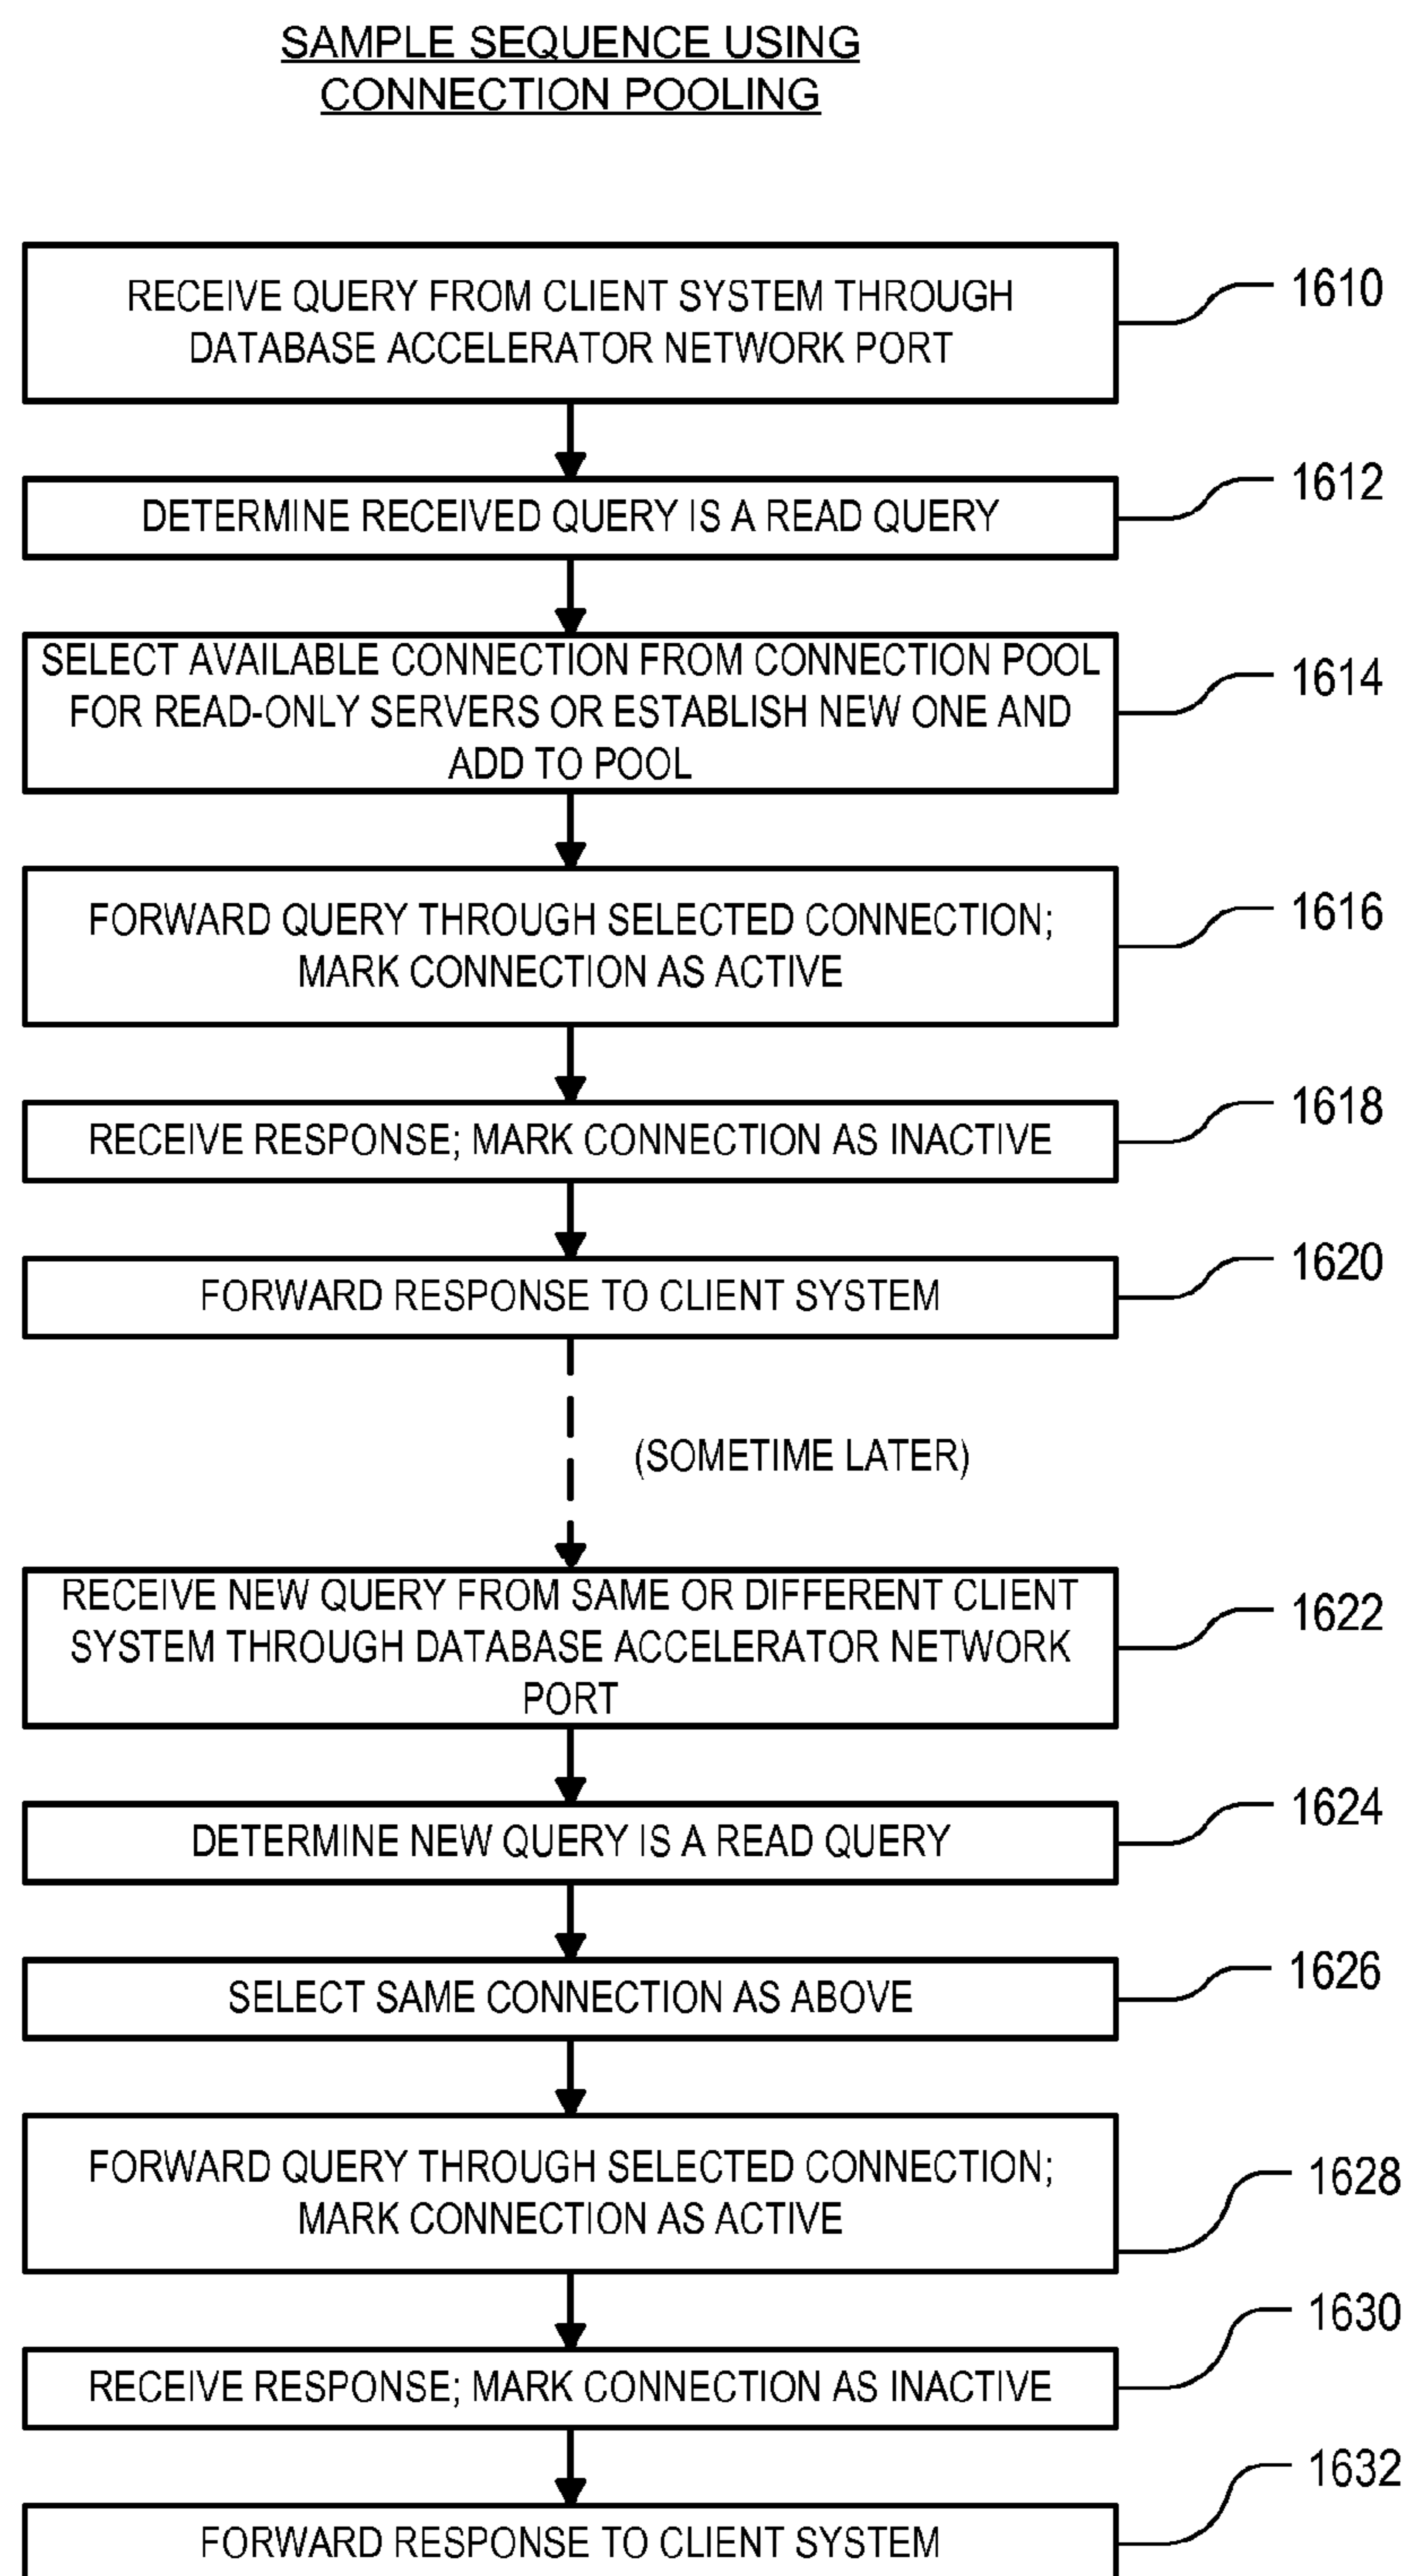 SAMPLE SEQUENCE USING
CONNECTION POOLING
RECEIVE QUERY FROM CLIENT SYSTEM THROUGH
DATABASE ACCELERATOR NETWORK PORT
1610
DETERMINE RECEIVED QUERY IS A READ QUERY
1612
SELECT AVAILABLE CONNECTION FROM CONNECTION POOL
FOR READ-ONLY SERVERS OR ESTABLISH NEW ONE AND
ADD TO POOL
1614
FORWARD QUERY THROUGH SELECTED CONNECTION;
MARK CONNECTION AS ACTIVE
1616
RECEIVE RESPONSE; MARK CONNECTION AS INACTIVE
1618
FORWARD RESPONSE TO CLIENT SYSTEM
1620
(SOMETIME LATER)
RECEIVE NEW QUERY FROM SAME OR DIFFERENT CLIENT
SYSTEM THROUGH DATABASE ACCELERATOR NETWORK
PORT
1622
DETERMINE NEW QUERY IS A READ QUERY
1624
SELECT SAME CONNECTION AS ABOVE
1626
FORWARD QUERY THROUGH SELECTED CONNECTION;
MARK CONNECTION AS ACTIVE
1628
RECEIVE RESPONSE; MARK CONNECTION AS INACTIVE
1630
FORWARD RESPONSE TO CLIENT SYSTEM
1632